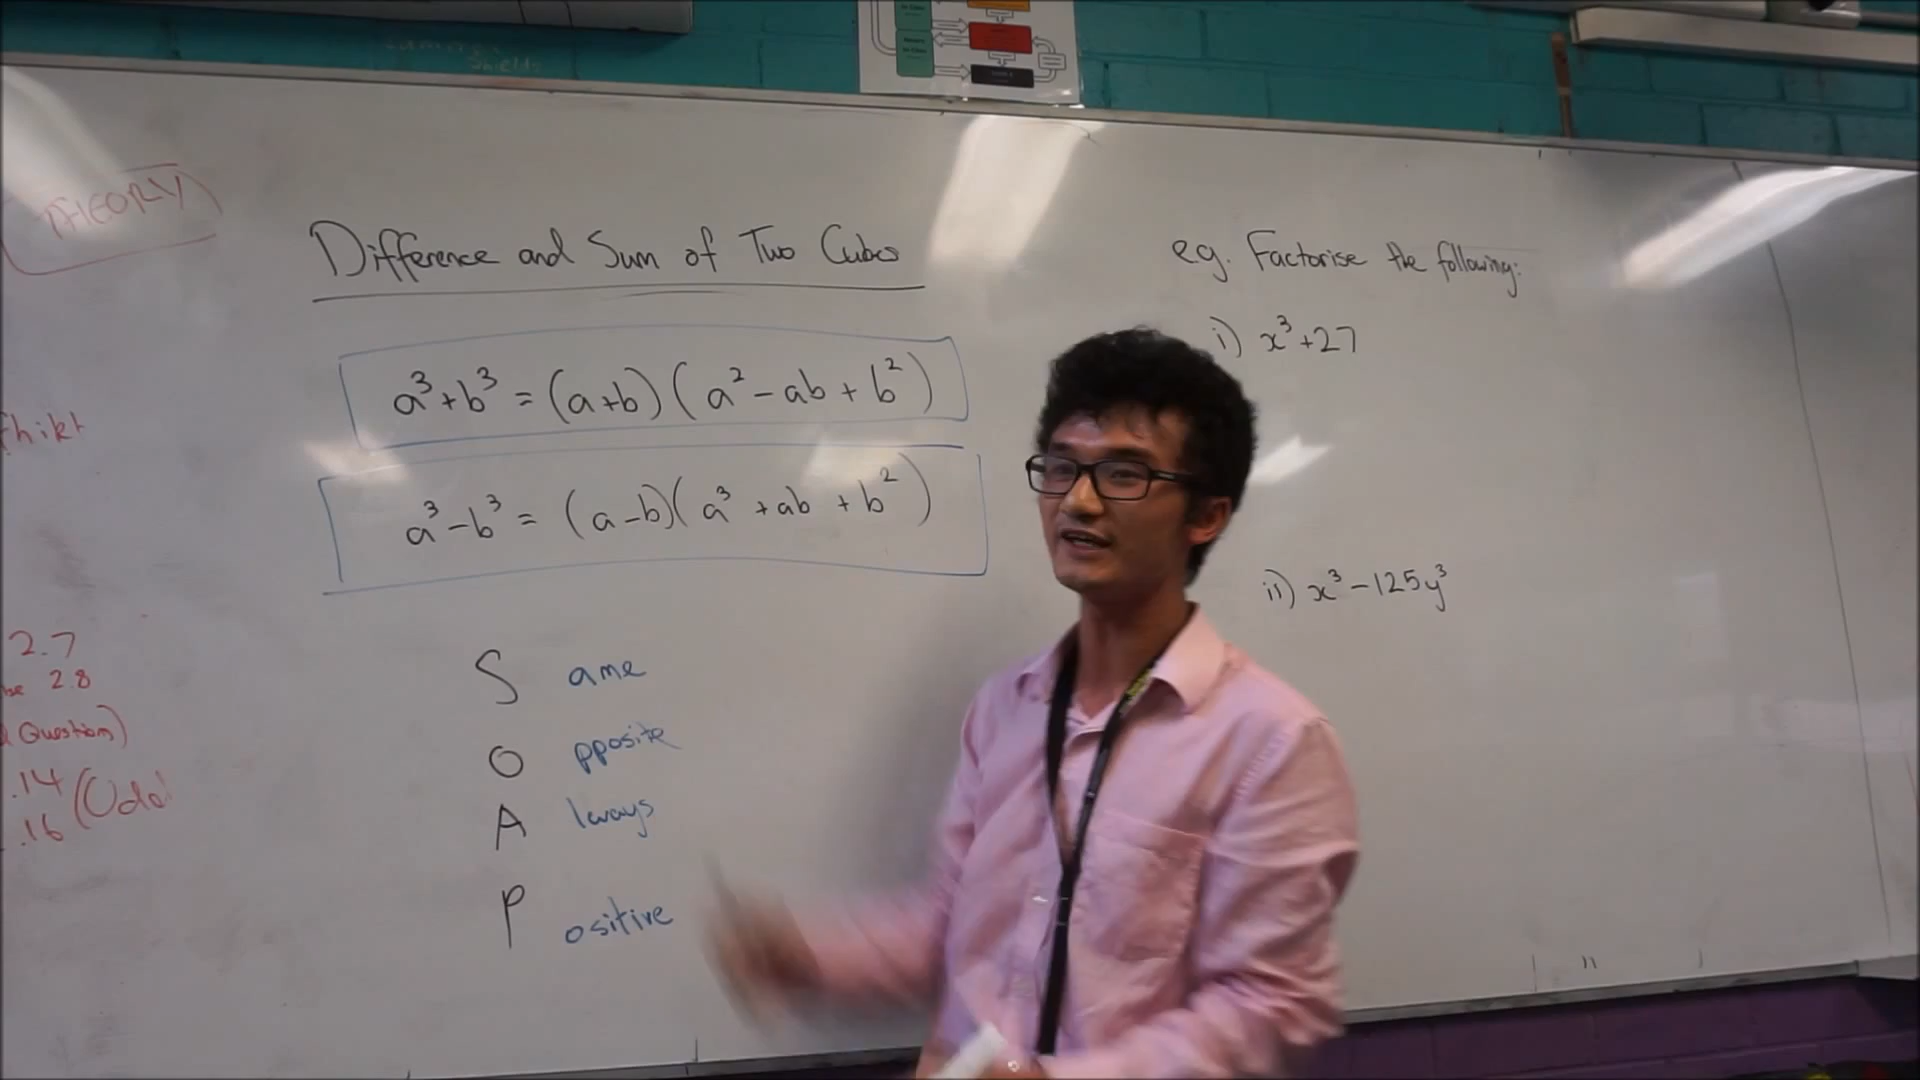 THEORY
Difference and Sum of Two Cubes
a³+b³ = (a+b)(a² - ab + b²)
a³-b³ = (a-b)(a³ + ab + b²)
S ame
O pposite
A lways
P ositive
e.g. Factorise the following:
i) x³+27
ii) x³-125y³
2.7
2.8
Question)
.14
.16 (Odd